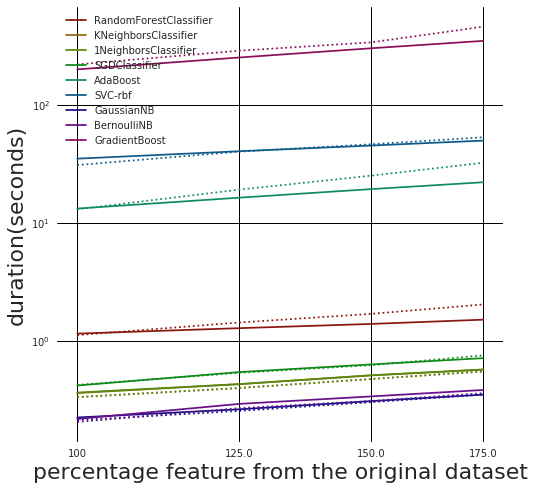 RandomForestClassifier
KNeighborsClassifier
1NeighborsClassifier
SGDClassifier
AdaBoost
SVC-rbf
GaussianNB
BernoulliNB
GradientBoost
10²
10¹
10⁰
duration(seconds)
100 125.0 150.0 175.0
percentage feature from the original dataset